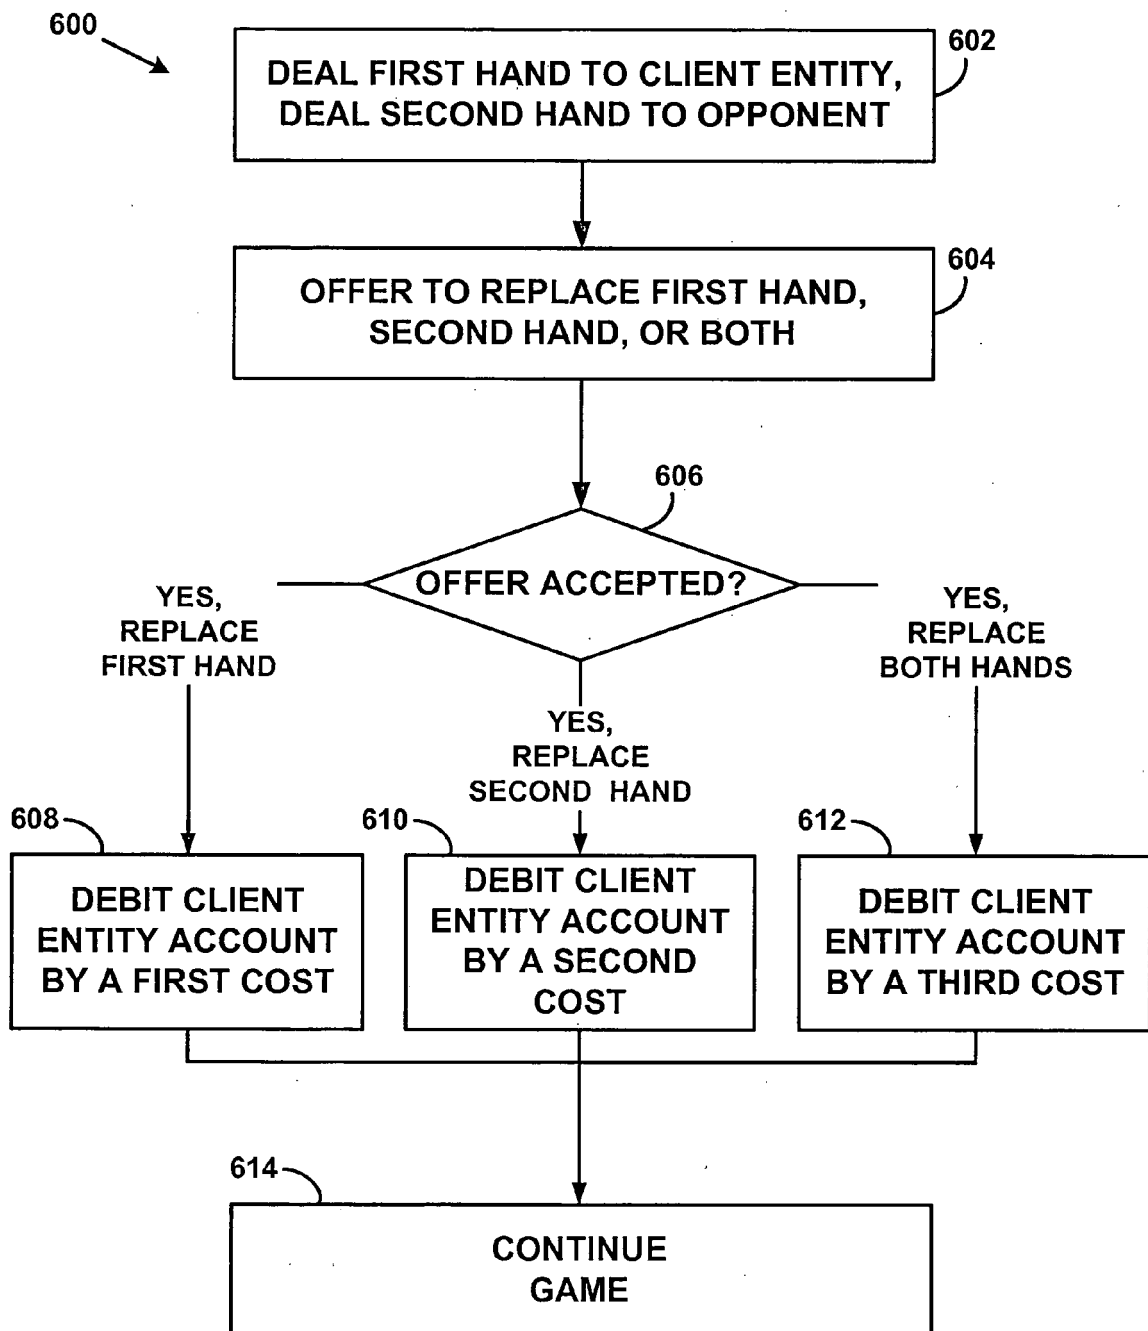 600
602
DEAL FIRST HAND TO CLIENT ENTITY,
DEAL SECOND HAND TO OPPONENT
604
OFFER TO REPLACE FIRST HAND,
SECOND HAND, OR BOTH
606
OFFER ACCEPTED?
YES,
REPLACE
FIRST HAND
YES,
REPLACE
SECOND HAND
YES,
REPLACE
BOTH HANDS
608
DEBIT CLIENT
ENTITY ACCOUNT
BY A FIRST COST
610
DEBIT CLIENT
ENTITY ACCOUNT
BY A SECOND
COST
612
DEBIT CLIENT
ENTITY ACCOUNT
BY A THIRD COST
614
CONTINUE
GAME